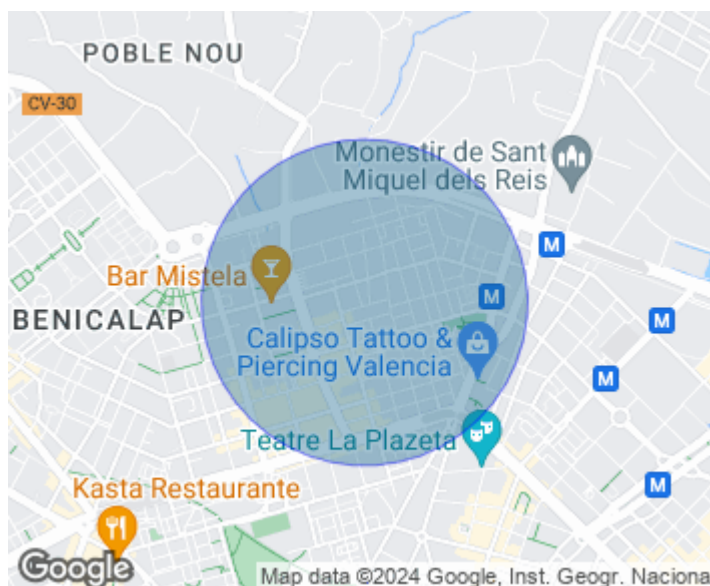 POBLE NOU
CV-30
Monestir de Sant
Miquel dels Reis
M
Bar Mistela
M
BENICALAP
M
Calipso Tattoo &
Piercing Valencia
M
Teatre La Plazeta
Kasta Restaurante
M
Google
Map data ©2024 Google, Inst. Geogr. Naciona